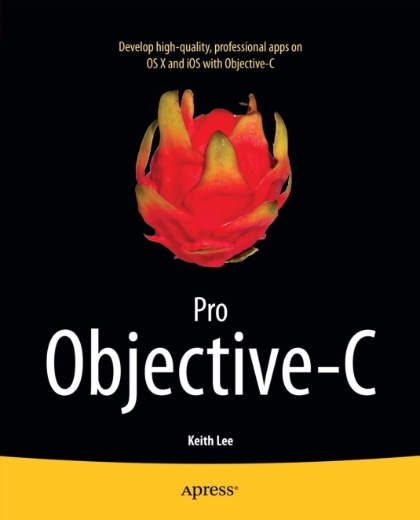 Develop high-quality, professional apps on
OS X and iOS with Objective-C
Pro
Objective-C
Keith Lee
Apress®